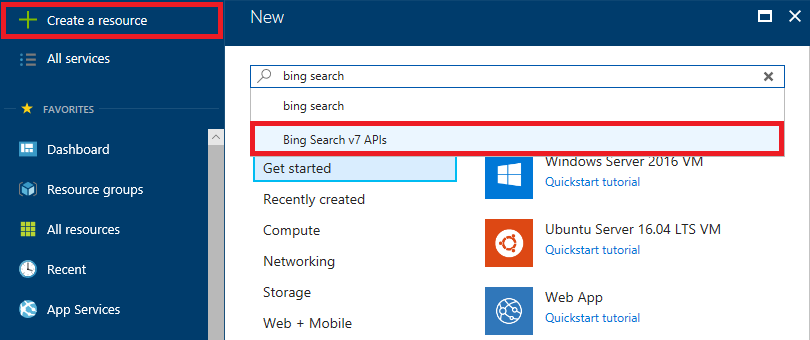 Create a resource
All services
FAVORITES
Dashboard
Resource groups
All resources
Recent
App Services
New
bing search
bing search
Bing Search v7 APIs
Get started
Recently created
Compute
Networking
Storage
Web + Mobile
Windows Server 2016 VM
Quickstart tutorial
Ubuntu Server 16.04 LTS VM
Quickstart tutorial
Web App
Quickstart tutorial